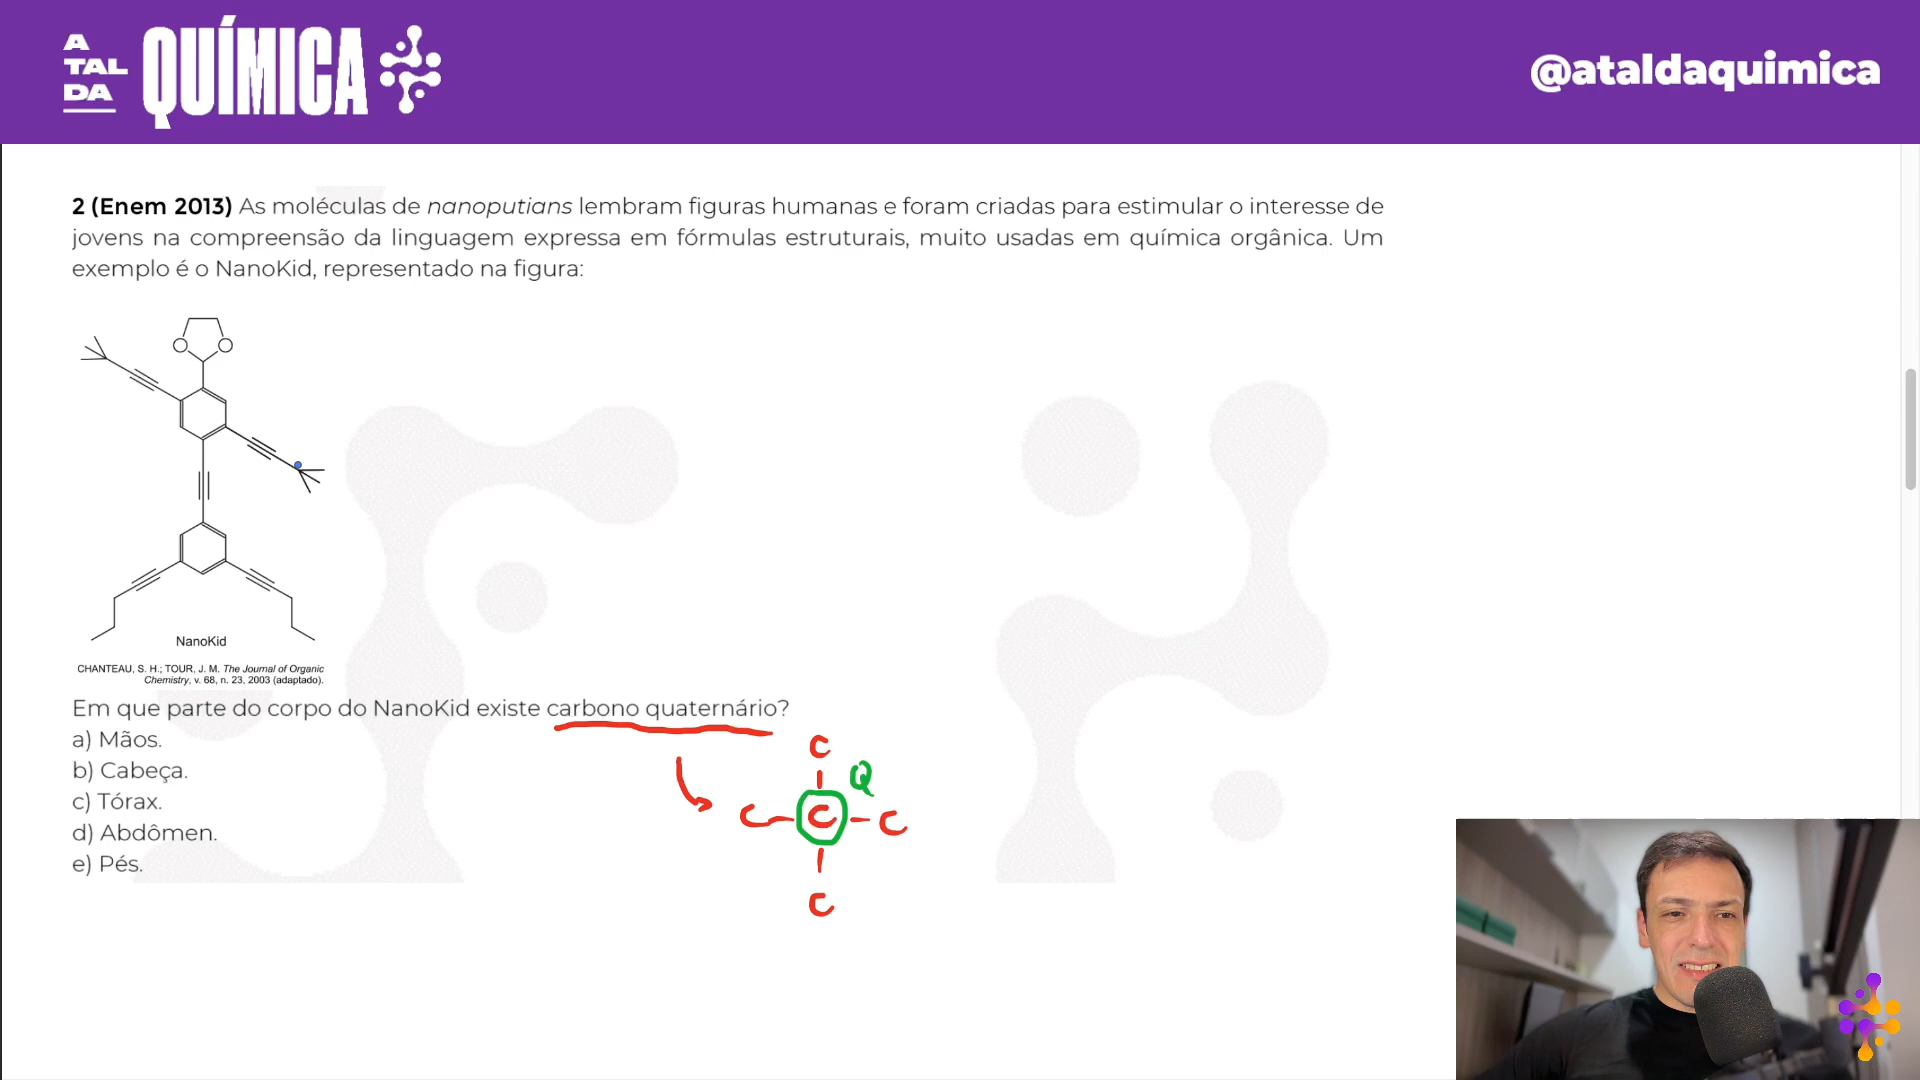 A
TAL
DA
QUÍMICA
@ataldaquimica
2 (Enem 2013) As moléculas de nanoputians lembram figuras humanas e foram criadas para estimular o interesse de
jovens na compreensão da linguagem expressa em fórmulas estruturais, muito usadas em química orgânica. Um
exemplo é o NanoKid, representado na figura:
O O
NanoKid
CHANTEAU, S. H.; TOUR, J. M. The Journal of Organic
Chemistry, v. 68, n. 23, 2003 (adaptado).
Em que parte do corpo do NanoKid existe carbono quaternário?
a) Mãos.
b) Cabeça.
c) Tórax.
d) Abdômen.
e) Pés.
C
Q
C-C-C
C